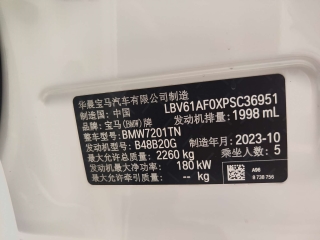 华晨宝马汽车有限公司制造
制造国：中国 LBV61AF0XPSC36951
品牌：宝马(BMW)牌 发动机排量：1998 mL
整车型号：BMW7201TN
发动机型号：B48B20G 制造年月：2023-10
最大允许总质量：2260 kg 乘坐人数：5
发动机最大净功率：180 kW
最大允许牵引质量：-- kg
A96
9 738 756